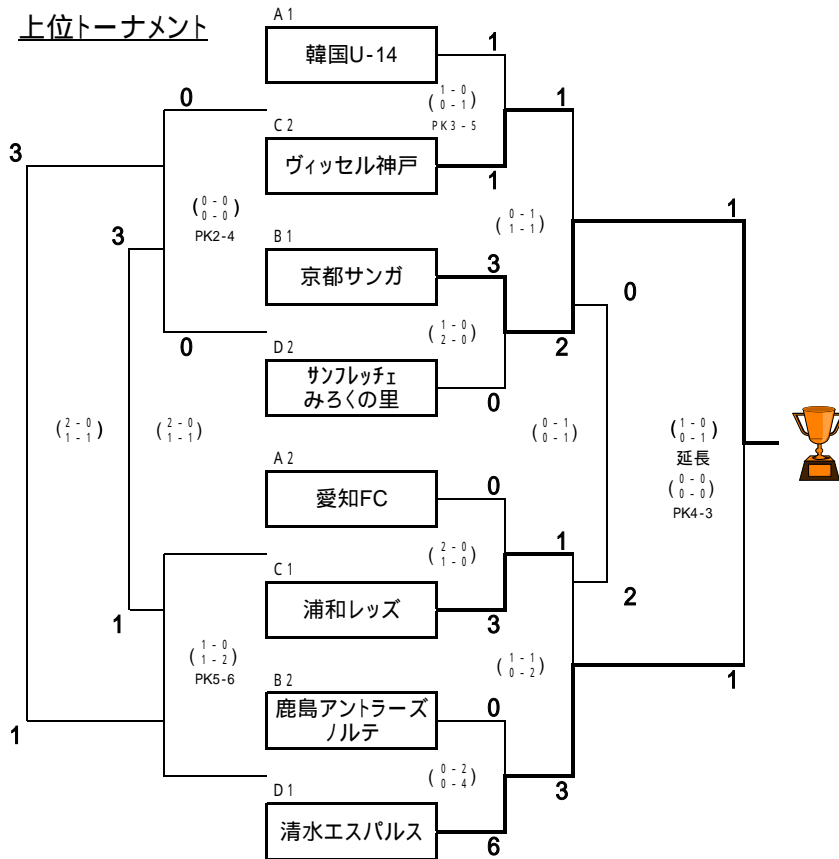 上位トーナメント
A1
韓国U-14
1
(1-0
0-1)
PK3-5
1
0
C2
ヴィッセル神戸
1
3
(0-0
0-0)
PK2-4
(0-1
1-1)
1
3
B1
京都サンガ
3
0
(1-0
2-0)
0
2
D2
サンフレッチェ
みろくの里
0
(2-0
1-1)
(2-0
1-1)
(0-1
0-1)
(1-0
0-1)
延長
(0-0
0-0)
PK4-3
A2
愛知FC
0
(2-0
1-0)
1
C1
浦和レッズ
3
2
1
(1-0
1-2)
PK5-6
(1-1
0-2)
1
B2
鹿島アントラーズ
ノルテ
0
1
(0-2
0-4)
3
D1
清水エスパルス
6